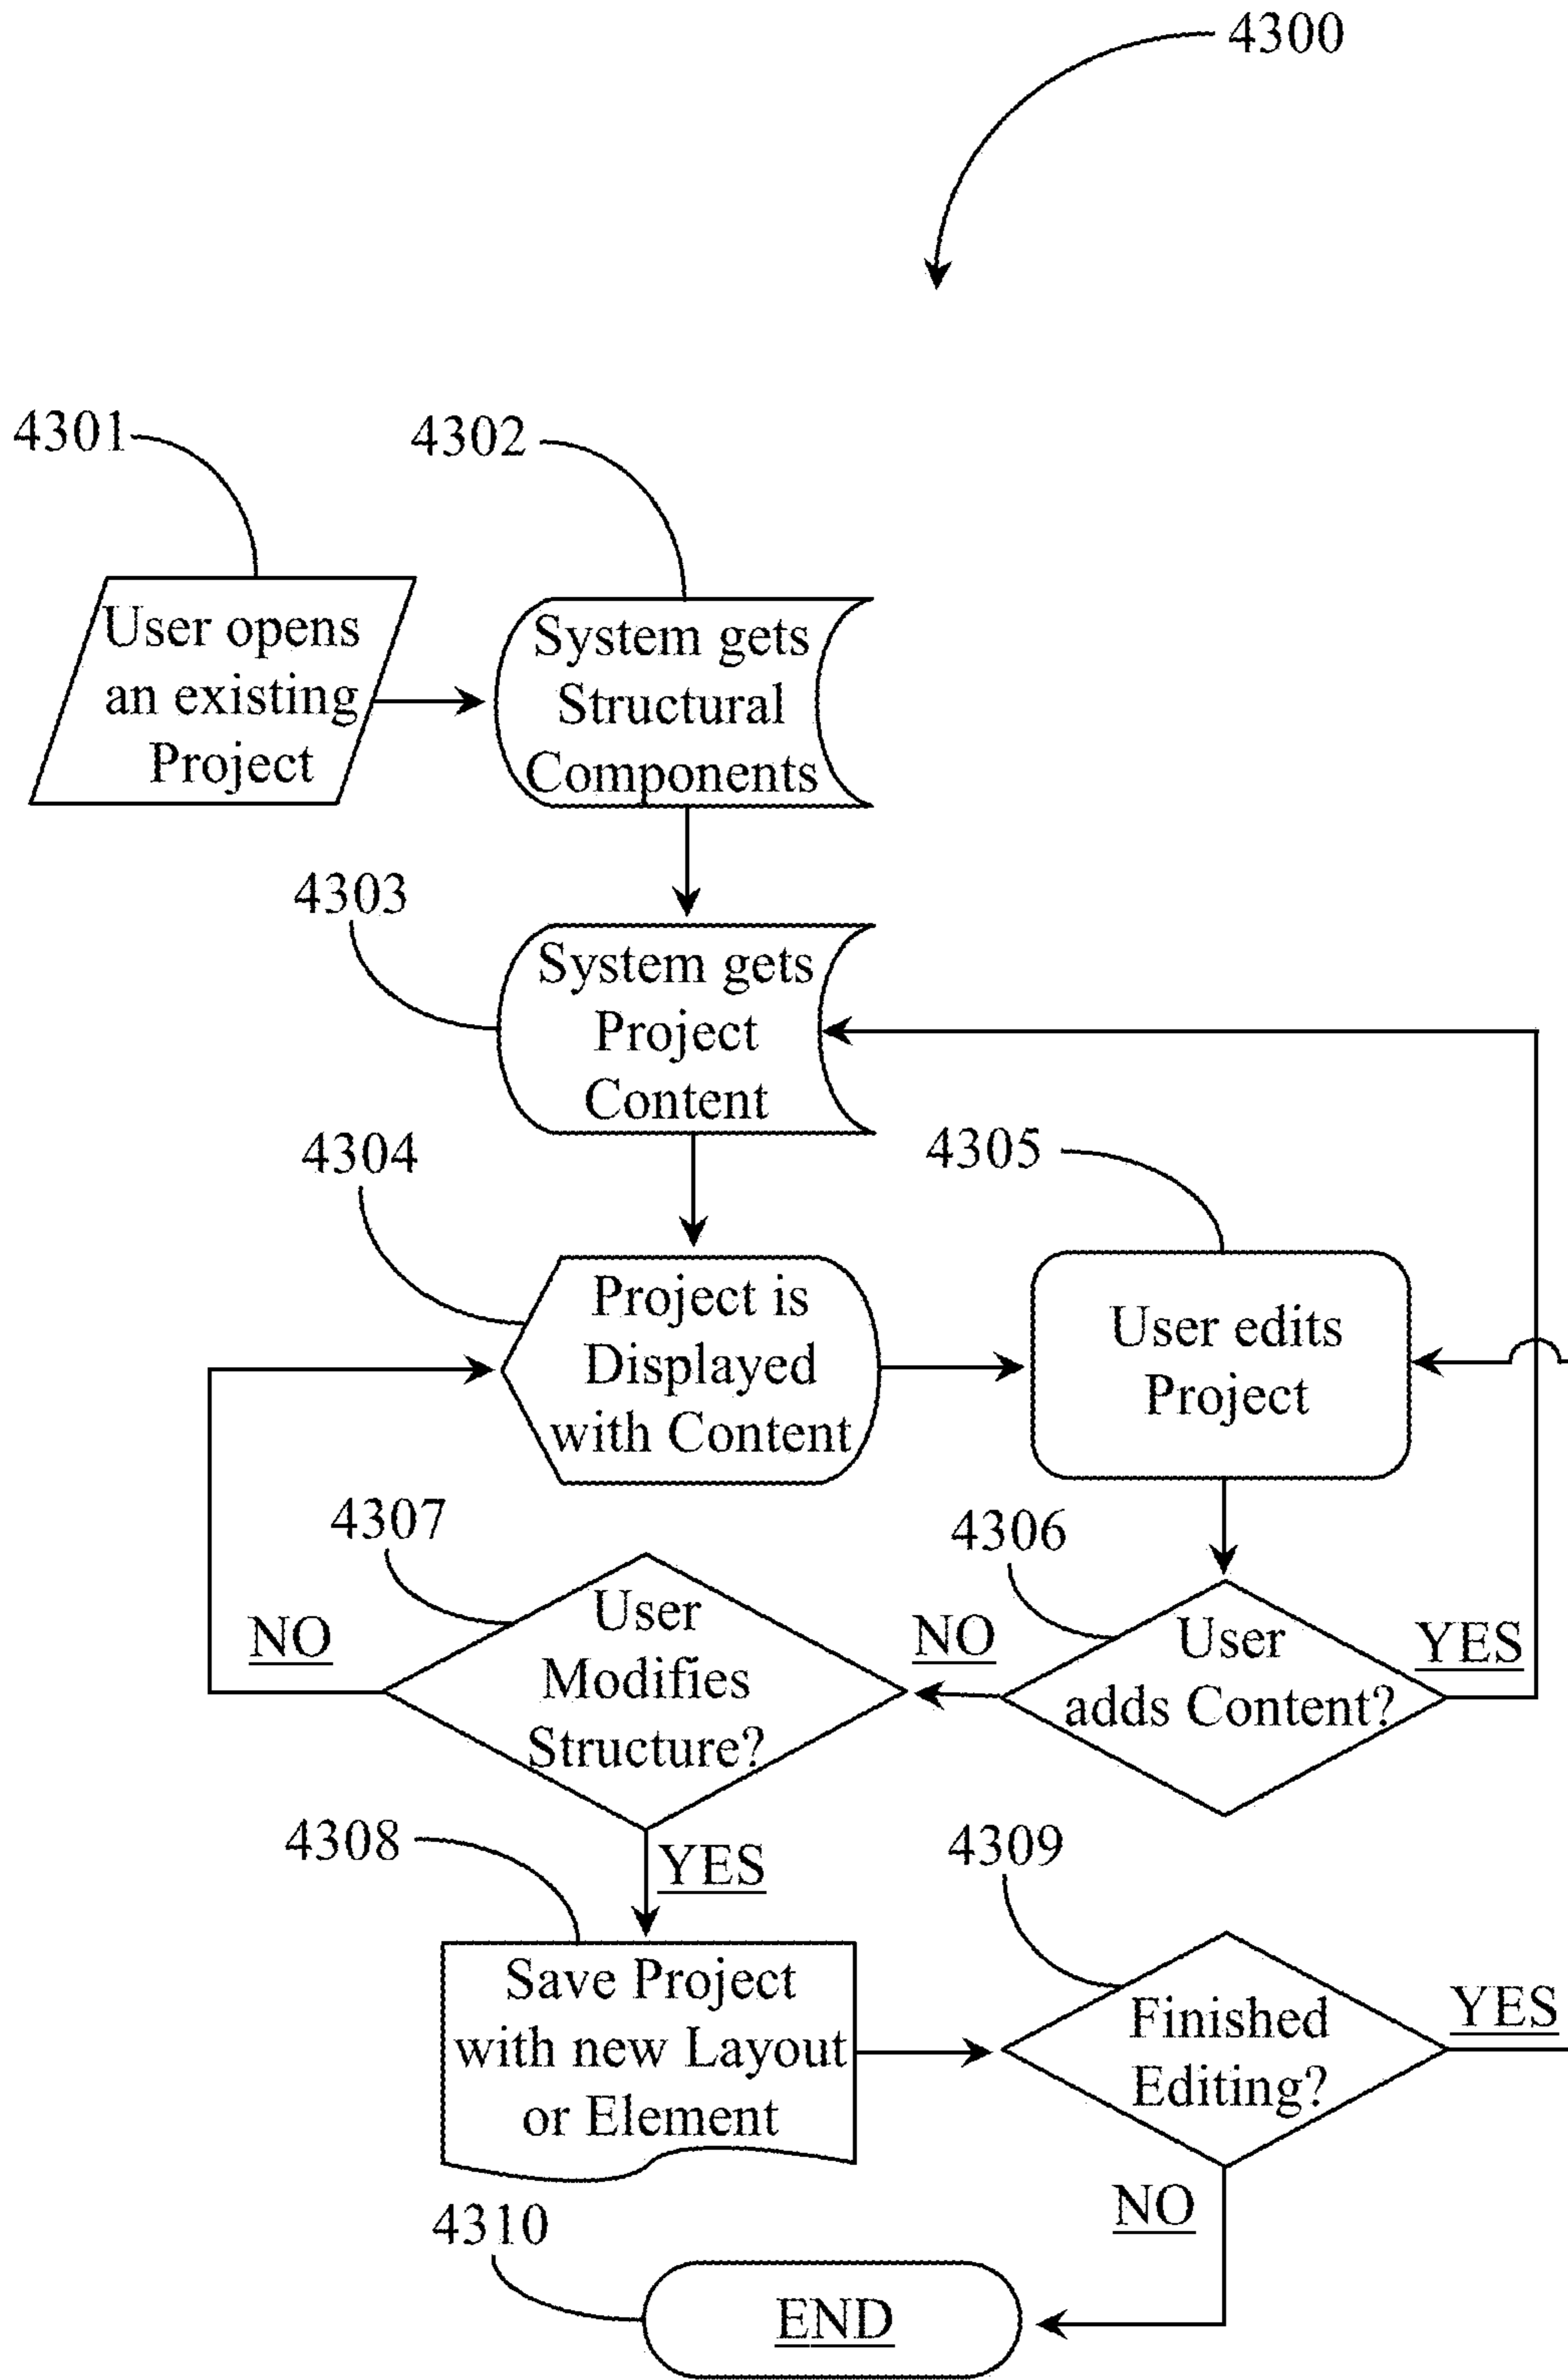 4300
4301
4302
User opens
an existing
Project
System gets
Structural
Components
4303
System gets
Project
Content
4304
4305
Project is
Displayed
with Content
User edits
Project
4307
4306
NO
User
Modifies
Structure?
NO
User
adds Content?
YES
4308
YES
4309
Save Project
with new Layout
or Element
Finished
Editing?
YES
4310
NO
END